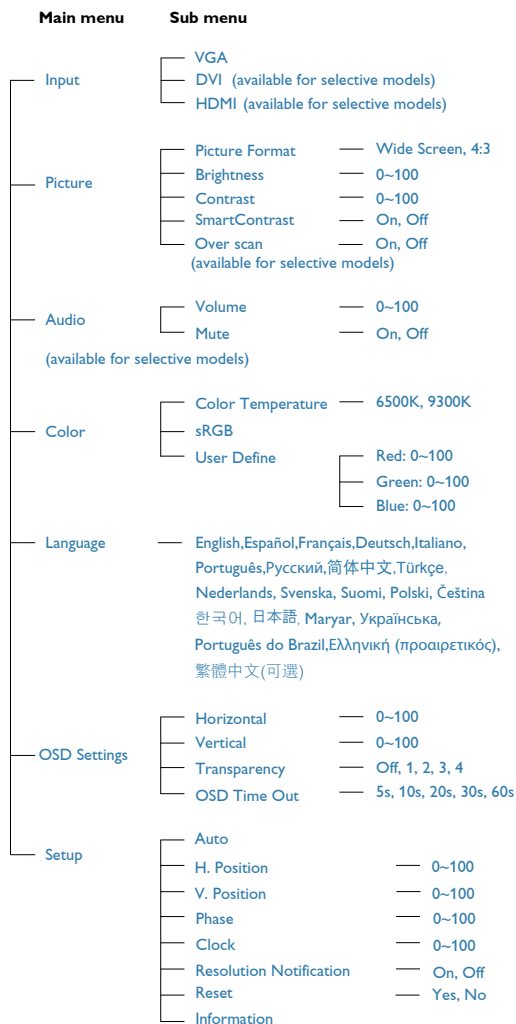 Main menu Sub menu
VGA
Input DVI (available for selective models)
HDMI (available for selective models)
Picture Format Wide Screen, 4:3
Picture Brightness 0~100
Contrast 0~100
SmartContrast On, Off
Over scan On, Off
(available for selective models)
Volume 0~100
Audio Mute On, Off
(available for selective models)
Color Temperature 6500K, 9300K
Color sRGB
User Define Red: 0~100
Green: 0~100
Blue: 0~100
Language English,Español,Français,Deutsch,Italiano,
Português,Русский,简体中文,Türkçe,
Nederlands, Svenska, Suomi, Polski, Čeština
한국어, 日本語, Maryar, Українська,
Português do Brazil,Ελληνική (προαιρετικός),
繁體中文(可選)
Horizontal 0~100
Vertical 0~100
OSD Settings Transparency Off, 1, 2, 3, 4
OSD Time Out 5s, 10s, 20s, 30s, 60s
Auto
Setup H. Position 0~100
V. Position 0~100
Phase 0~100
Clock 0~100
Resolution Notification On, Off
Reset Yes, No
Information